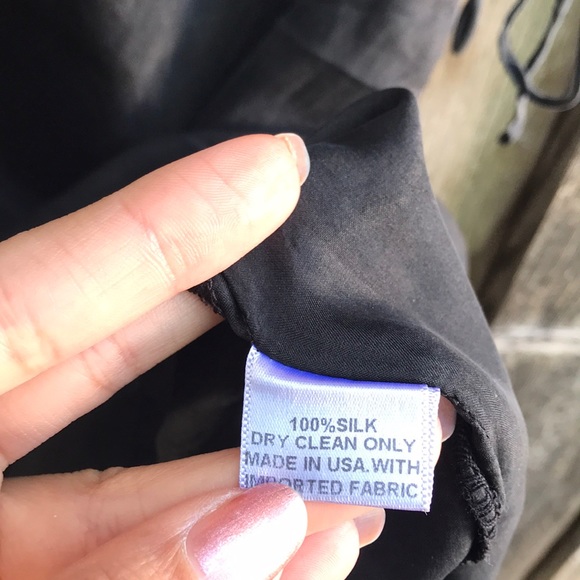 100%SILK
DRY CLEAN ONLY
MADE IN USA.WITH
IMPORTED FABRIC